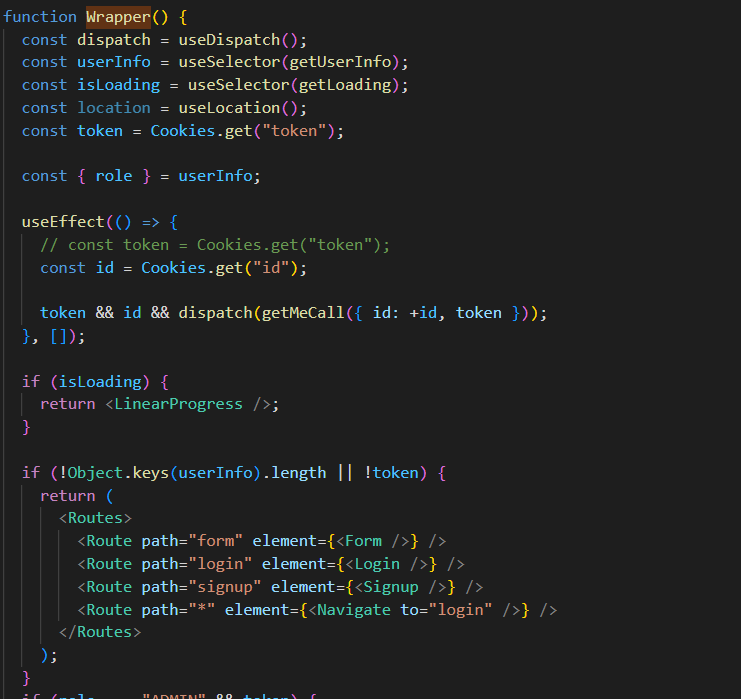 function Wrapper() {
const dispatch = useDispatch();
const userInfo = useSelector(getUserInfo);
const isLoading = useSelector(getLoading);
const location = useLocation();
const token = Cookies.get("token");
const { role } = userInfo;
useEffect(() => {
// const token = Cookies.get("token");
const id = Cookies.get("id");
token && id && dispatch(getMeCall({ id: +id, token }));
}, []);
if (isLoading) {
return <LinearProgress />;
}
if (!Object.keys(userInfo).length || !token) {
return (
<Routes>
<Route path="form" element={<Form />} />
<Route path="login" element={<Login />} />
<Route path="signup" element={<Signup />} />
<Route path="*" element={<Navigate to="login" />} />
</Routes>
);
}
if (role "ADMIN" && token) {